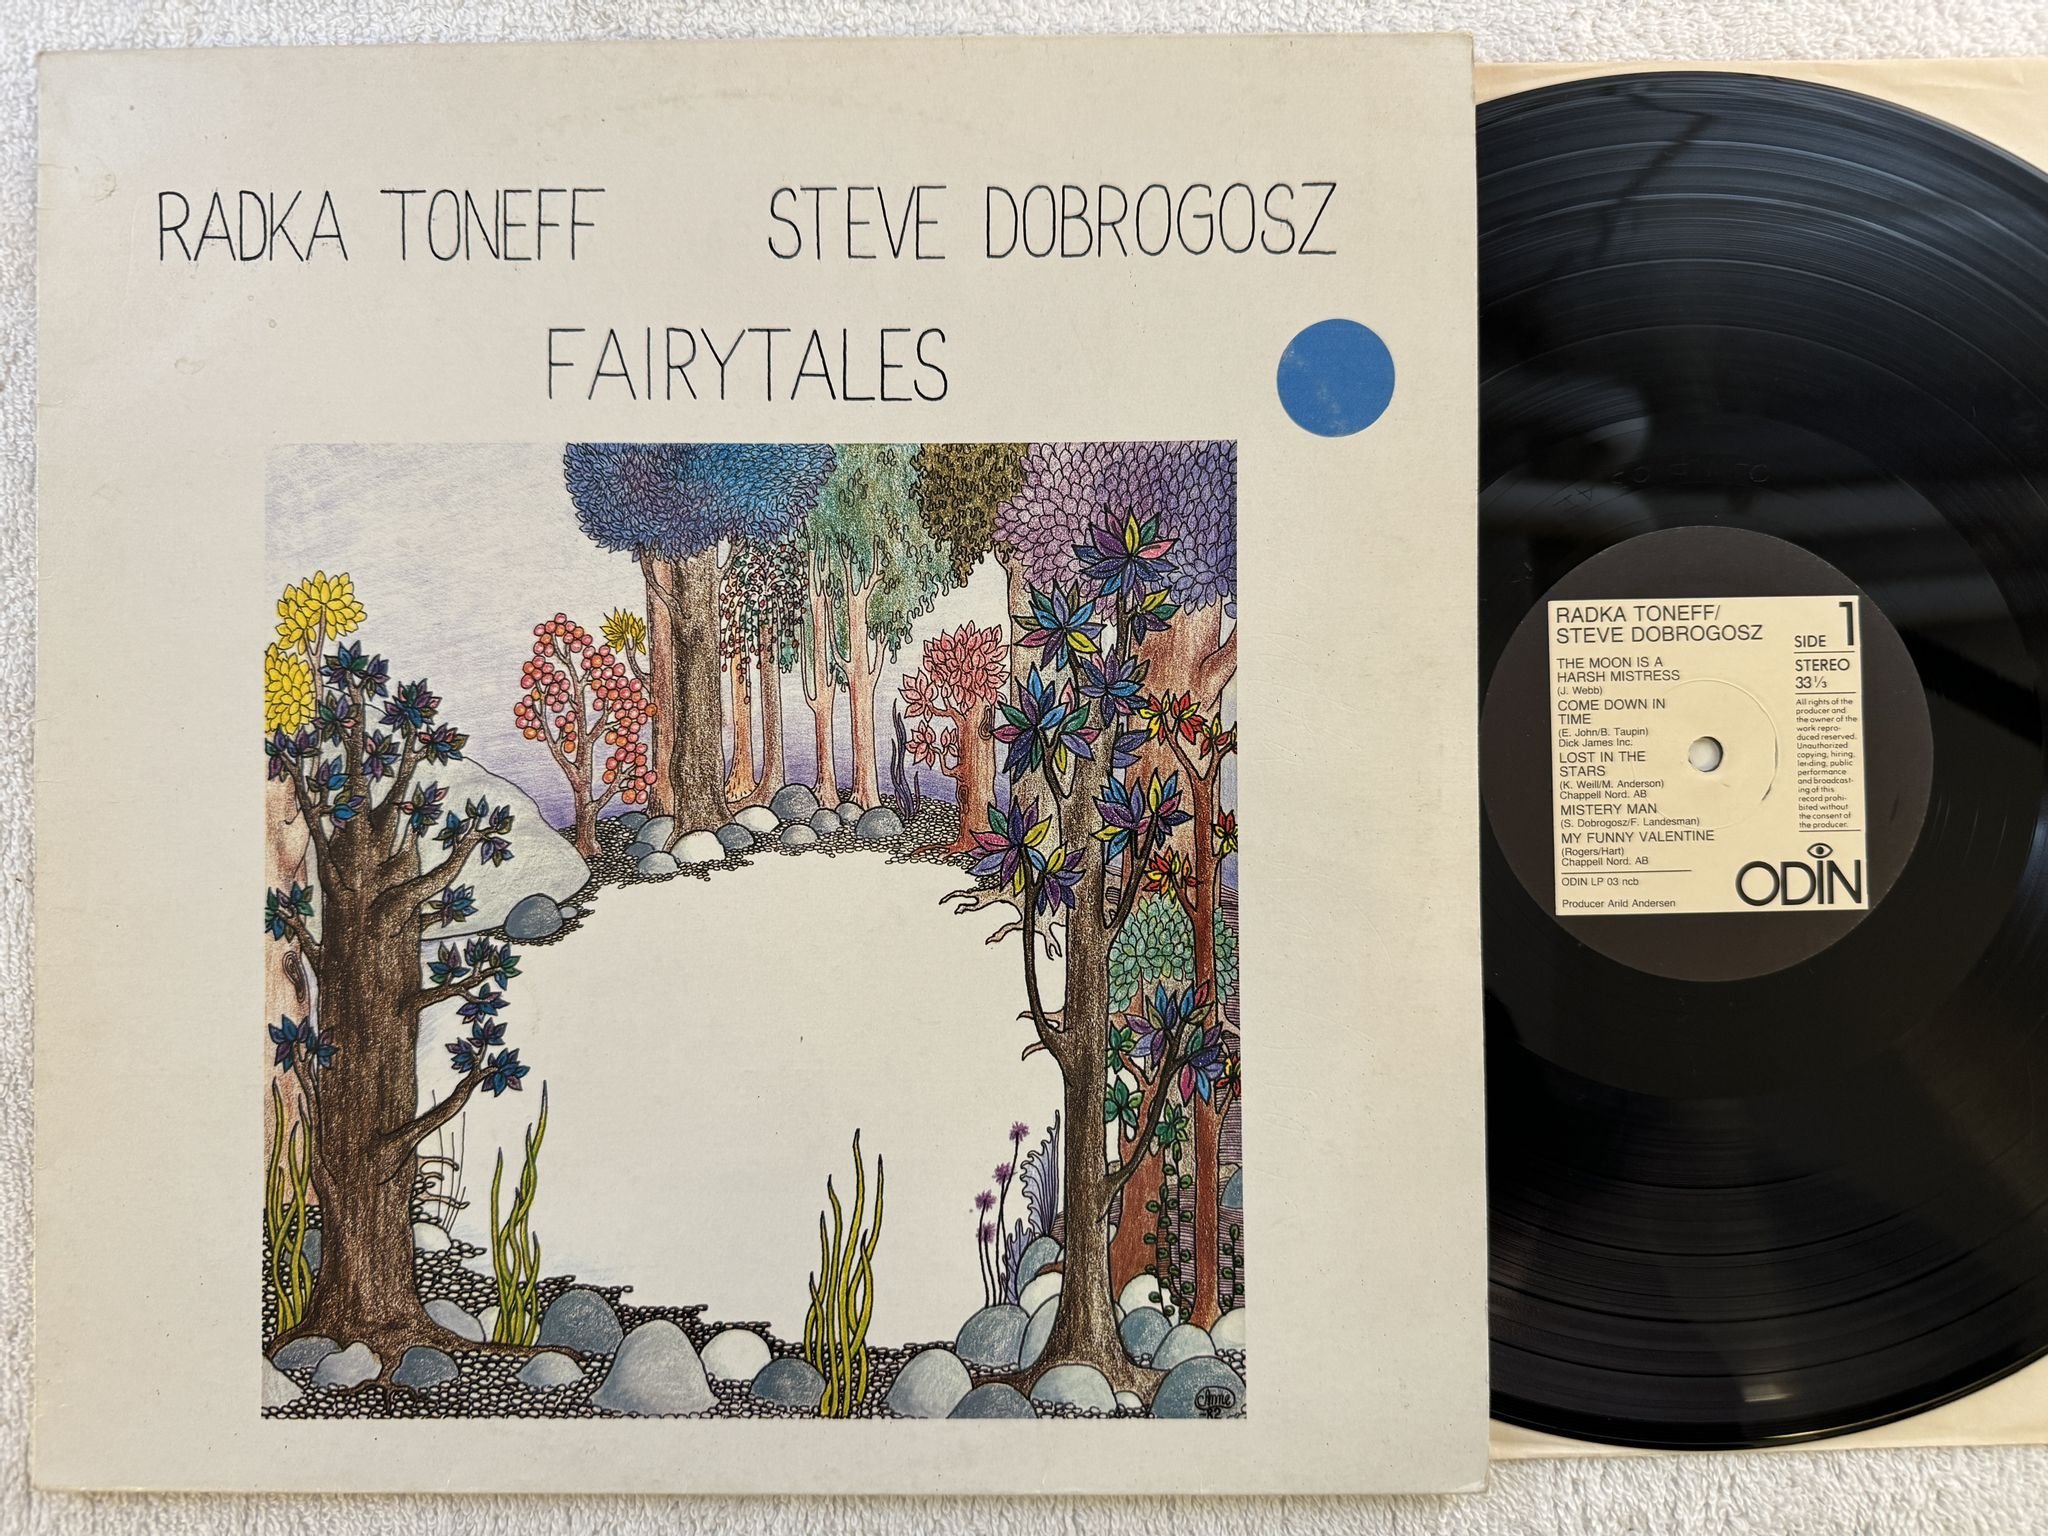 RADKA TONEFF STEVE DOBROGOSZ
FAIRYTALES
Anne
-82
RADKA TONEFF/
STEVE DOBROGOSZ
THE MOON IS A
HARSH MISTRESS
(J. Webb)
COME DOWN IN
TIME
(E. John/B. Taupin)
Dick James Inc.
LOST IN THE
STARS
(K. Weill/M. Anderson)
Chappell Nord. AB
MISTERY MAN
(S. Dobrogosz/F. Landesman)
MY FUNNY VALENTINE
(Rogers/Hart)
Chappell Nord. AB
ODIN LP 03 ncb
Producer Arild Andersen
SIDE 1
STEREO
33 1/3
All rights of the
producer and
the owner of the
work repro-
duced reserved.
Unauthorized
copying, hiring,
lending, public
performance
and broadcast-
ing of this
record prohi-
bited without
the consent of
the producer.
ODIN